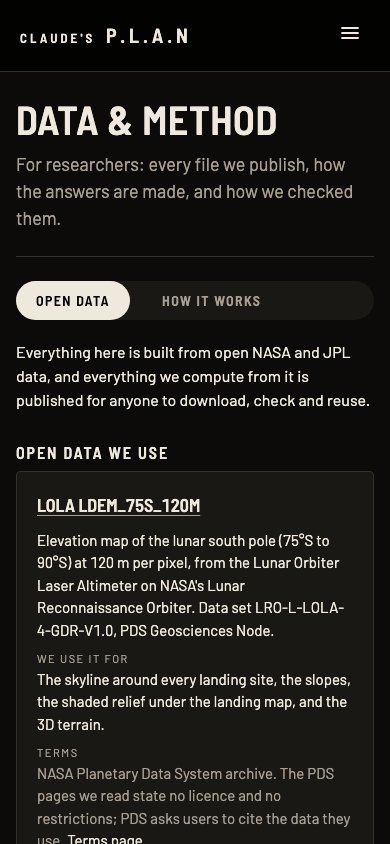 CLAUDE'S P.L.A.N
DATA & METHOD
For researchers: every file we publish, how
the answers are made, and how we checked
them.
OPEN DATA HOW IT WORKS
Everything here is built from open NASA and JPL
data, and everything we compute from it is
published for anyone to download, check and reuse.
OPEN DATA WE USE
LOLA LDEM_75S_120M
Elevation map of the lunar south pole (75°S to
90°S) at 120 m per pixel, from the Lunar Orbiter
Laser Altimeter on NASA's Lunar
Reconnaissance Orbiter. Data set LRO-L-LOLA-
4-GDR-V1.0, PDS Geosciences Node.
WE USE IT FOR
The skyline around every landing site, the slopes,
the shaded relief under the landing map, and the
3D terrain.
TERMS
NASA Planetary Data System archive. The PDS
pages we read state no licence and no
restrictions; PDS asks users to cite the data they
use. Terms page